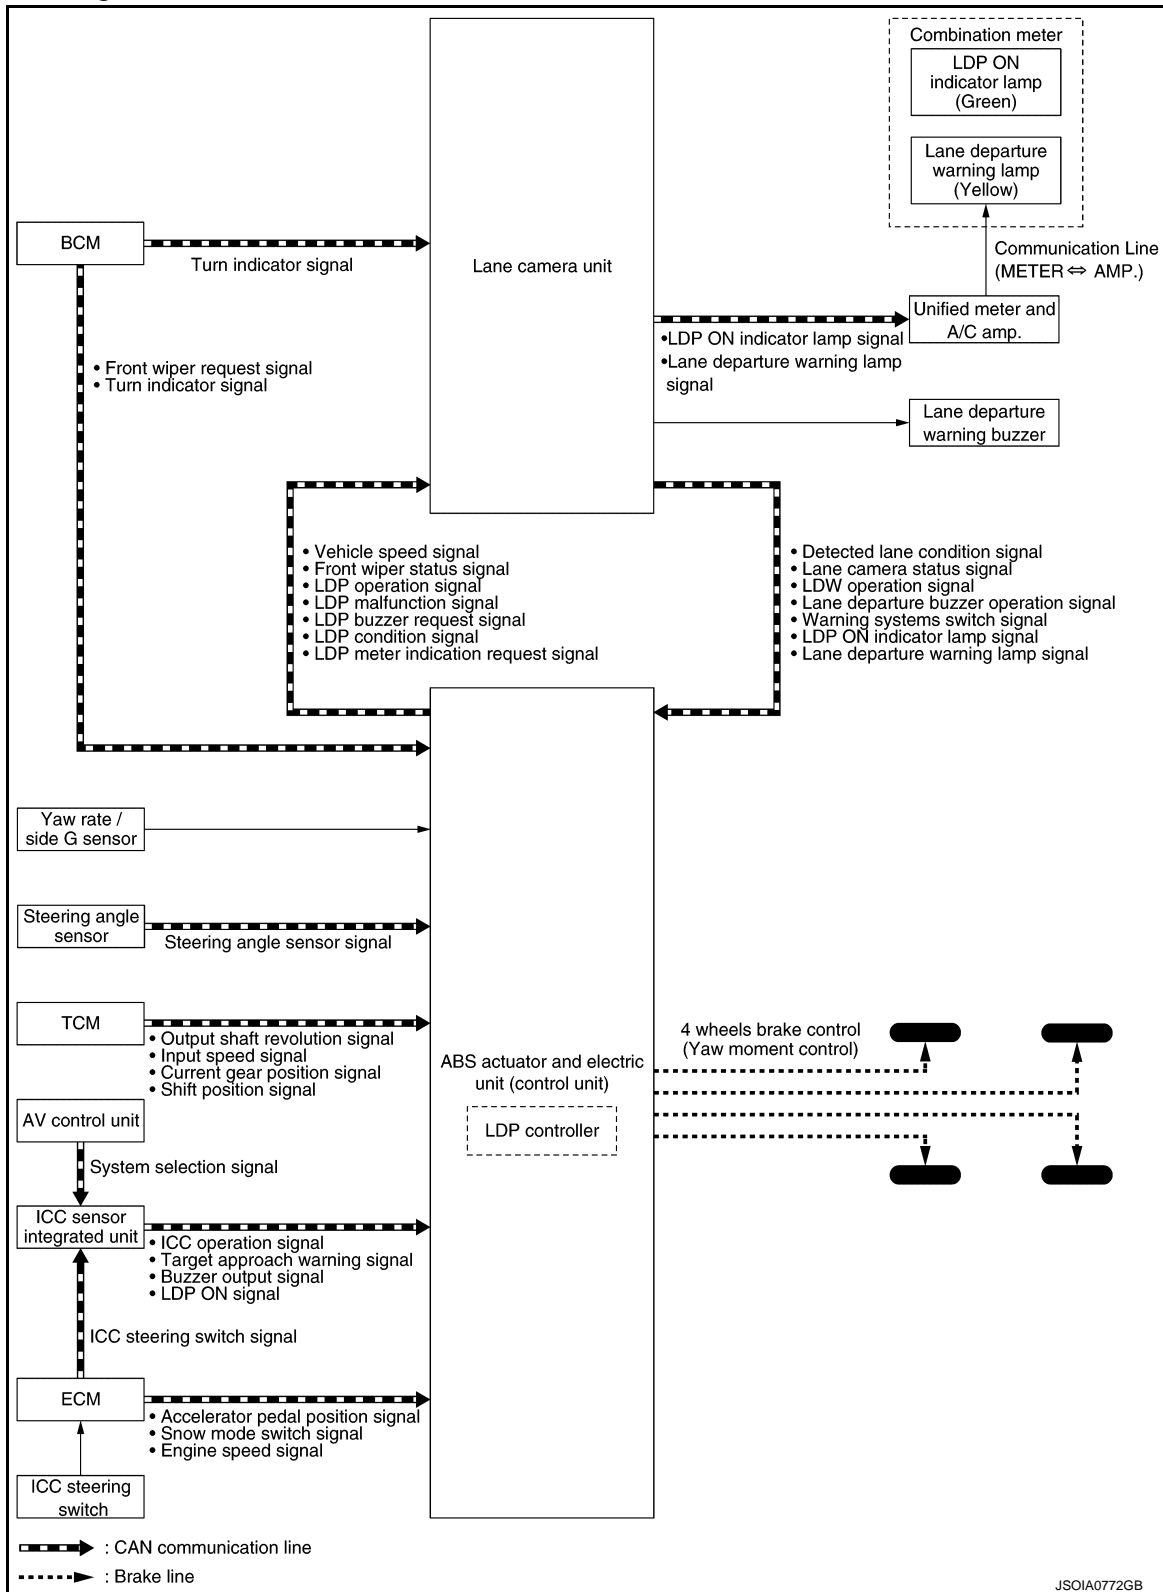 Combination meter
LDP ON
indicator lamp
(Green)
Lane departure
warning lamp
(Yellow)
BCM
Turn indicator signal
Lane camera unit
Communication Line
(METER ⇔ AMP.)
Unified meter and
A/C amp.
•LDP ON indicator lamp signal
•Lane departure warning lamp
signal
• Front wiper request signal
• Turn indicator signal
Lane departure
warning buzzer
• Vehicle speed signal
• Front wiper status signal
• LDP operation signal
• LDP malfunction signal
• LDP buzzer request signal
• LDP condition signal
• LDP meter indication request signal
• Detected lane condition signal
• Lane camera status signal
• LDW operation signal
• Lane departure buzzer operation signal
• Warning systems switch signal
• LDP ON indicator lamp signal
• Lane departure warning lamp signal
Yaw rate /
side G sensor
Steering angle
sensor
Steering angle sensor signal
TCM
• Output shaft revolution signal
• Input speed signal
• Current gear position signal
• Shift position signal
ABS actuator and electric
unit (control unit)
LDP controller
4 wheels brake control
(Yaw moment control)
AV control unit
System selection signal
ICC sensor
integrated unit
• ICC operation signal
• Target approach warning signal
• Buzzer output signal
• LDP ON signal
ICC steering switch signal
ECM
• Accelerator pedal position signal
• Snow mode switch signal
• Engine speed signal
ICC steering
switch
: CAN communication line
: Brake line
JSOIA0772GB